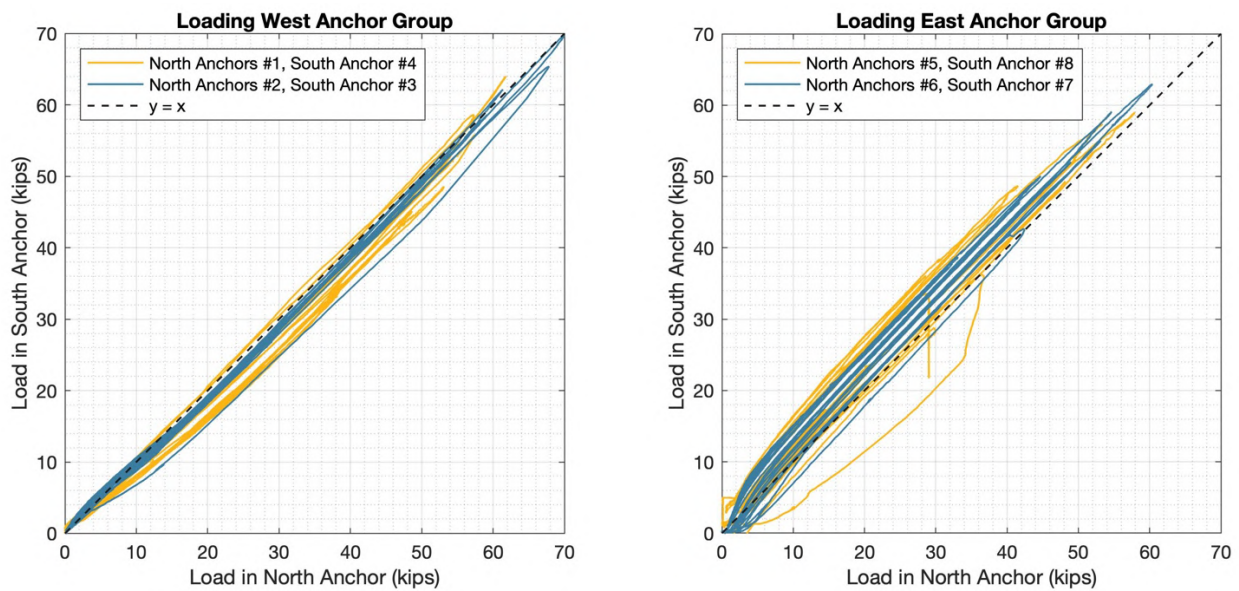 Loading West Anchor Group
70
60
50
40
30
20
10
0
Load in South Anchor (kips)
North Anchors #1, South Anchor #4
North Anchors #2, South Anchor #3
y = x
0 10 20 30 40 50 60 70
Load in North Anchor (kips)
Loading East Anchor Group
70
60
50
40
30
20
10
0
Load in South Anchor (kips)
North Anchors #5, South Anchor #8
North Anchors #6, South Anchor #7
y = x
0 10 20 30 40 50 60 70
Load in North Anchor (kips)